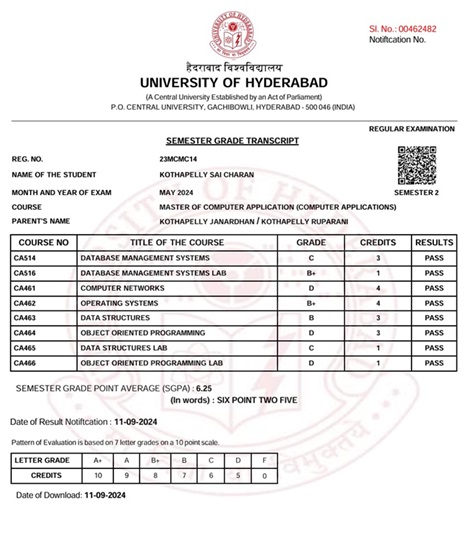 Sl. No.: 00462482
Notiftcation No.
हैदराबाद विश्वविद्यालय
UNIVERSITY OF HYDERABAD
(A Central University Established by an Act of Parliament)
P.O. CENTRAL UNIVERSITY, GACHIBOWLI, HYDERABAD - 500 046 (INDIA)
REGULAR EXAMINATION
SEMESTER GRADE TRANSCRIPT
REG. NO. 23MCMC14
NAME OF THE STUDENT KOTHAPELLY SAI CHARAN
MONTH AND YEAR OF EXAM MAY 2024 SEMESTER 2
COURSE MASTER OF COMPUTER APPLICATION (COMPUTER APPLICATIONS)
PARENT'S NAME KOTHAPELLY JANARDHAN / KOTHAPELLY RUPARANI
COURSE NO TITLE OF THE COURSE GRADE CREDITS RESULTS
CA514 DATABASE MANAGEMENT SYSTEMS C 3 PASS
CA516 DATABASE MANAGEMENT SYSTEMS LAB B+ 1 PASS
CA461 COMPUTER NETWORKS D 4 PASS
CA462 OPERATING SYSTEMS B+ 4 PASS
CA463 DATA STRUCTURES B 3 PASS
CA464 OBJECT ORIENTED PROGRAMMING D 3 PASS
CA465 DATA STRUCTURES LAB C 1 PASS
CA466 OBJECT ORIENTED PROGRAMMING LAB D 1 PASS
SEMESTER GRADE POINT AVERAGE (SGPA) : 6.25
(In words) : SIX POINT TWO FIVE
Date of Result Notiftcation : 11-09-2024
Pattern of Evaluation is based on 7 letter grades on a 10 point scale.
LETTER GRADE A+ A B+ B C D F
CREDITS 10 9 8 7 6 5 0
Date of Download: 11-09-2024